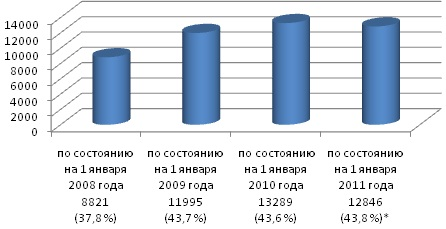 14000
12000
10000
8000
6000
4000
2000
0
по состоянию по состоянию по состоянию по состоянию
на 1 января на 1 января на 1 января на 1 января
2008 года 2009 года 2010 года 2011 года
8821 11995 13289 12846
(37,8%) (43,7%) (43,6%) (43,8%)*